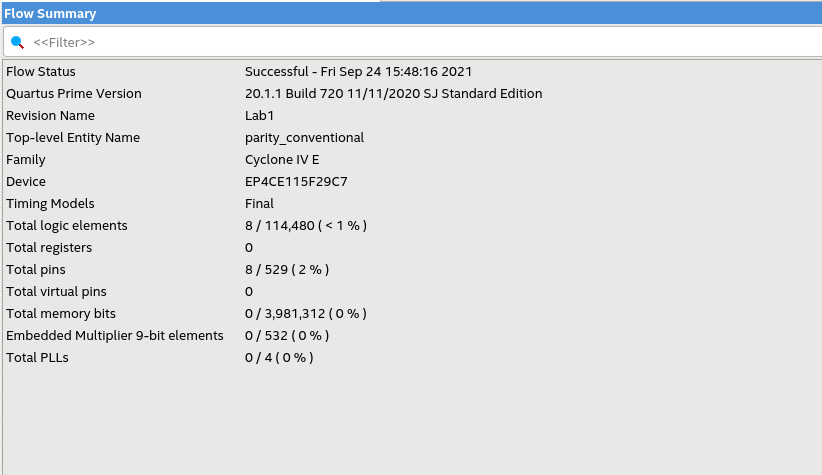 Flow Summary
<<Filter>>
Flow Status Successful - Fri Sep 24 15:48:16 2021
Quartus Prime Version 20.1.1 Build 720 11/11/2020 SJ Standard Edition
Revision Name Lab1
Top-level Entity Name parity_conventional
Family Cyclone IV E
Device EP4CE115F29C7
Timing Models Final
Total logic elements 8 / 114,480 ( < 1 % )
Total registers 0
Total pins 8 / 529 ( 2 % )
Total virtual pins 0
Total memory bits 0 / 3,981,312 ( 0 % )
Embedded Multiplier 9-bit elements 0 / 532 ( 0 % )
Total PLLs 0 / 4 ( 0 % )